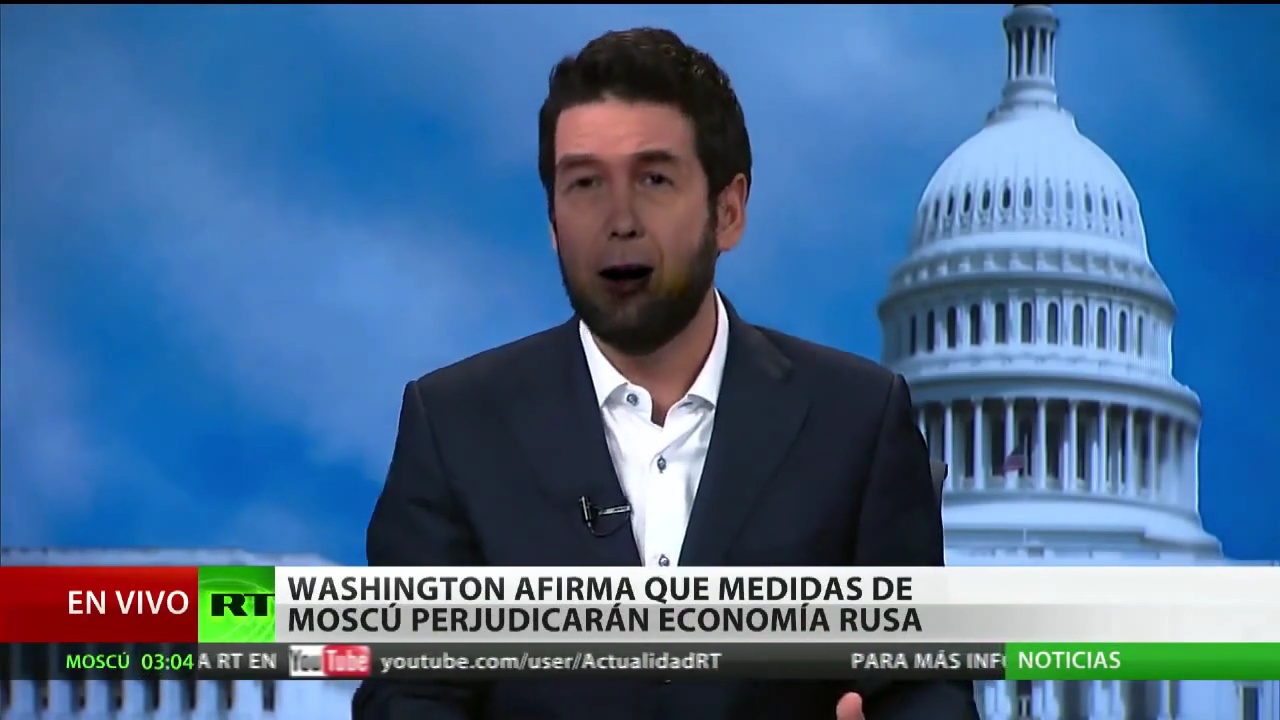 WASHINGTON AFIRMA QUE MEDIDAS DE
MOSCÚ PERJUDICARÁN ECONOMÍA RUSA
EN VIVO RT
MOSCÚ 03:04 A RT EN YouTube youtube.com/user/ActualidadRT PARA MÁS NOTICIAS